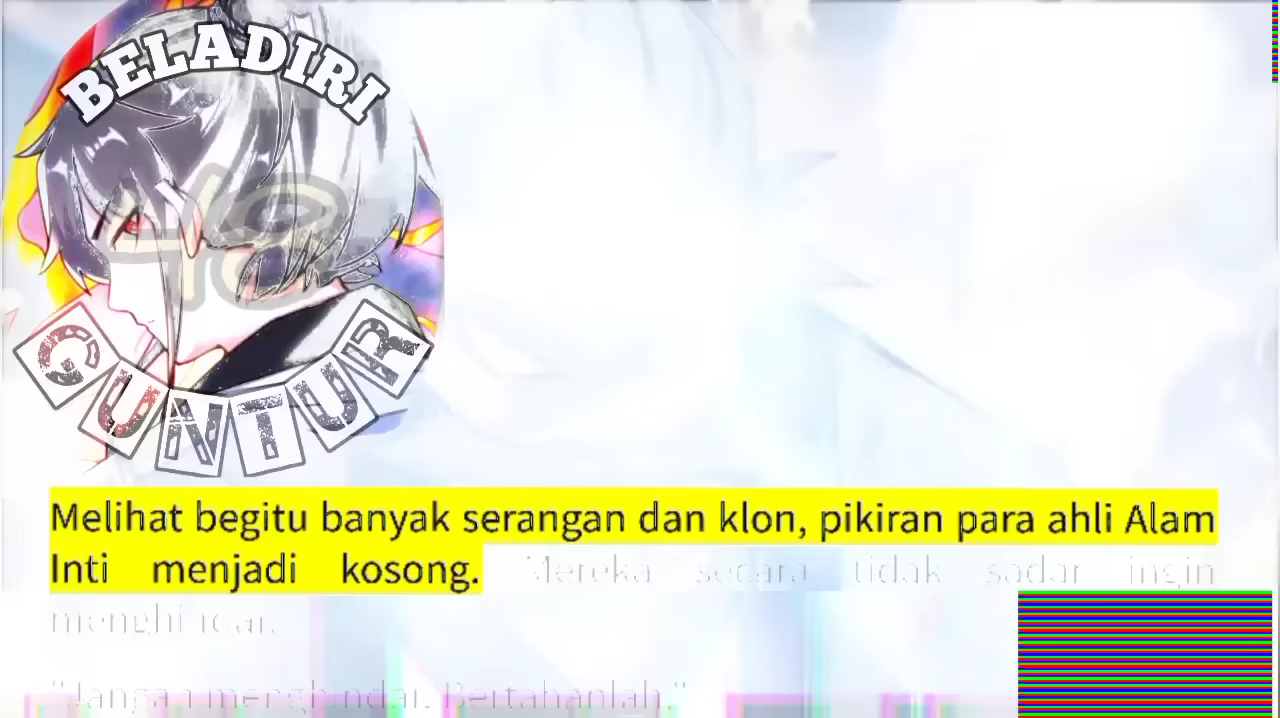 BELADIRI
GUNTUR
Melihat begitu banyak serangan dan klon, pikiran para ahli Alam
Inti menjadi kosong. Mereka secara tidak sadar ingin
menghindar.
"Jangan menghindar. Bertahanlah."